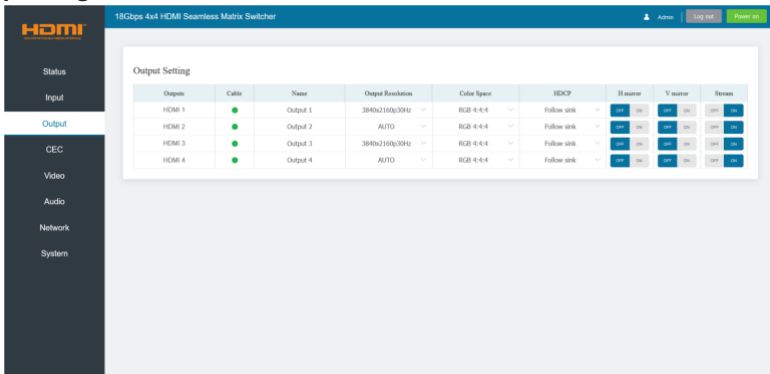 18Gbps 4x4 HDMI Seamless Matrix Switcher Admin Log out Power on
HDMI
Status
Input
Output
CEC
Video
Audio
Network
System
Output Setting
Outputs Cable Name Output Resolution Color Space HDCP H mirror V mirror Stream
HDMI 1 Output 1 3840x2160p30Hz RGB 4:4:4 Follow sink OFF ON OFF ON OFF ON
HDMI 2 Output 2 AUTO RGB 4:4:4 Follow sink OFF ON OFF ON OFF ON
HDMI 3 Output 3 3840x2160p30Hz RGB 4:4:4 Follow sink OFF ON OFF ON OFF ON
HDMI 4 Output 4 AUTO RGB 4:4:4 Follow sink OFF ON OFF ON OFF ON